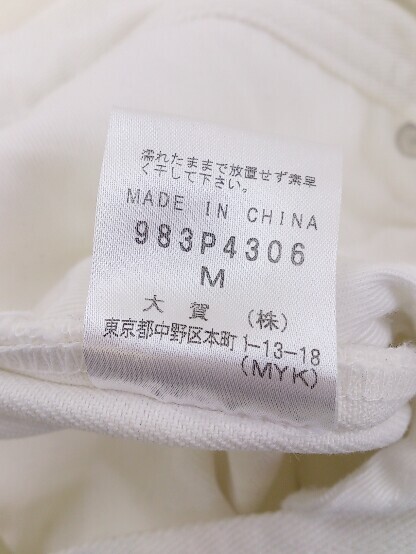 濡れたままで放置せず素早
く干して下さい。
MADE IN CHINA
983P4306
M
大賀(株)
東京都中野区本町1-13-18
(MYK)